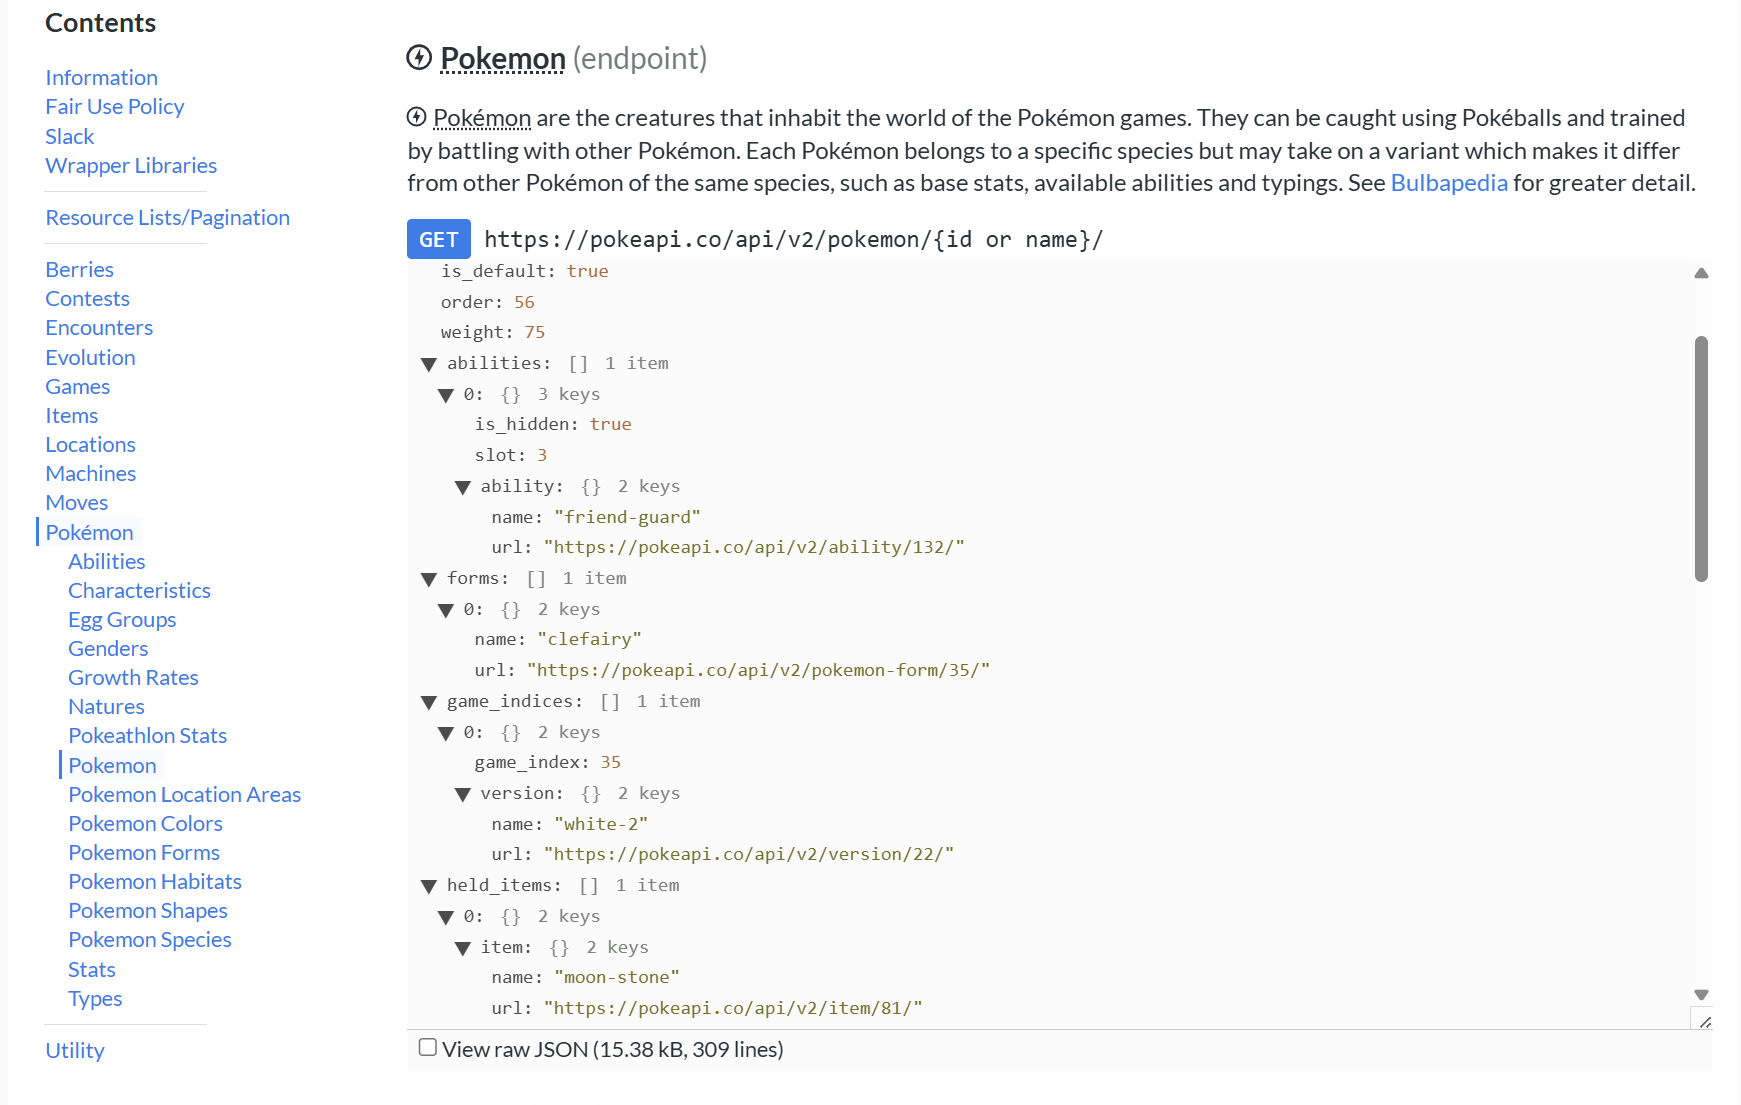 Contents
Information
Fair Use Policy
Slack
Wrapper Libraries
Resource Lists/Pagination
Berries
Contests
Encounters
Evolution
Games
Items
Locations
Machines
Moves
Pokémon
Abilities
Characteristics
Egg Groups
Genders
Growth Rates
Natures
Pokeathlon Stats
Pokemon
Pokemon Location Areas
Pokemon Colors
Pokemon Forms
Pokemon Habitats
Pokemon Shapes
Pokemon Species
Stats
Types
Utility
Pokemon (endpoint)
Pokémon are the creatures that inhabit the world of the Pokémon games. They can be caught using Pokéballs and trained
by battling with other Pokémon. Each Pokémon belongs to a specific species but may take on a variant which makes it differ
from other Pokémon of the same species, such as base stats, available abilities and typings. See Bulbapedia for greater detail.
GET https://pokeapi.co/api/v2/pokemon/{id or name}/
is_default: true
order: 56
weight: 75
abilities: [] 1 item
0: {} 3 keys
is_hidden: true
slot: 3
ability: {} 2 keys
name: "friend-guard"
url: "https://pokeapi.co/api/v2/ability/132/"
forms: [] 1 item
0: {} 2 keys
name: "clefairy"
url: "https://pokeapi.co/api/v2/pokemon-form/35/"
game_indices: [] 1 item
0: {} 2 keys
game_index: 35
version: {} 2 keys
name: "white-2"
url: "https://pokeapi.co/api/v2/version/22/"
held_items: [] 1 item
0: {} 2 keys
item: {} 2 keys
name: "moon-stone"
url: "https://pokeapi.co/api/v2/item/81/"
View raw JSON (15.38 kB, 309 lines)